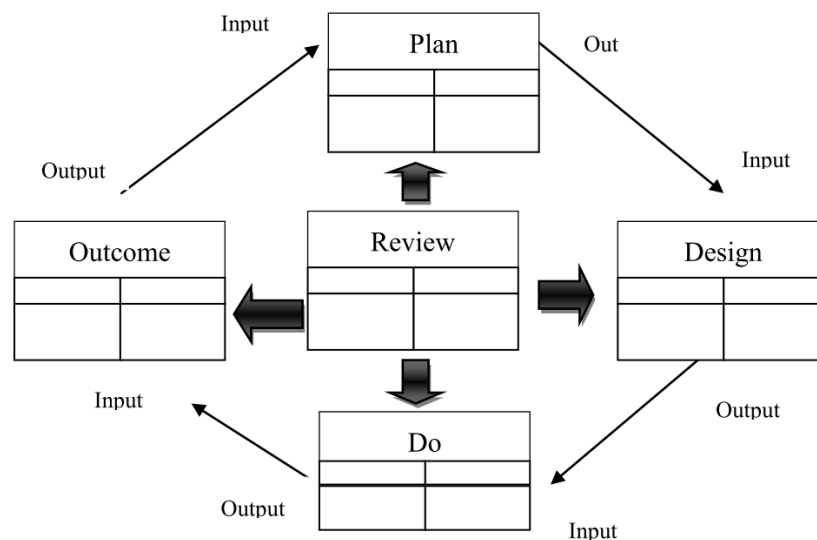 Input
Plan
Out
Output
Input
Outcome
Review
Design
Input
Output
Do
Output
Input